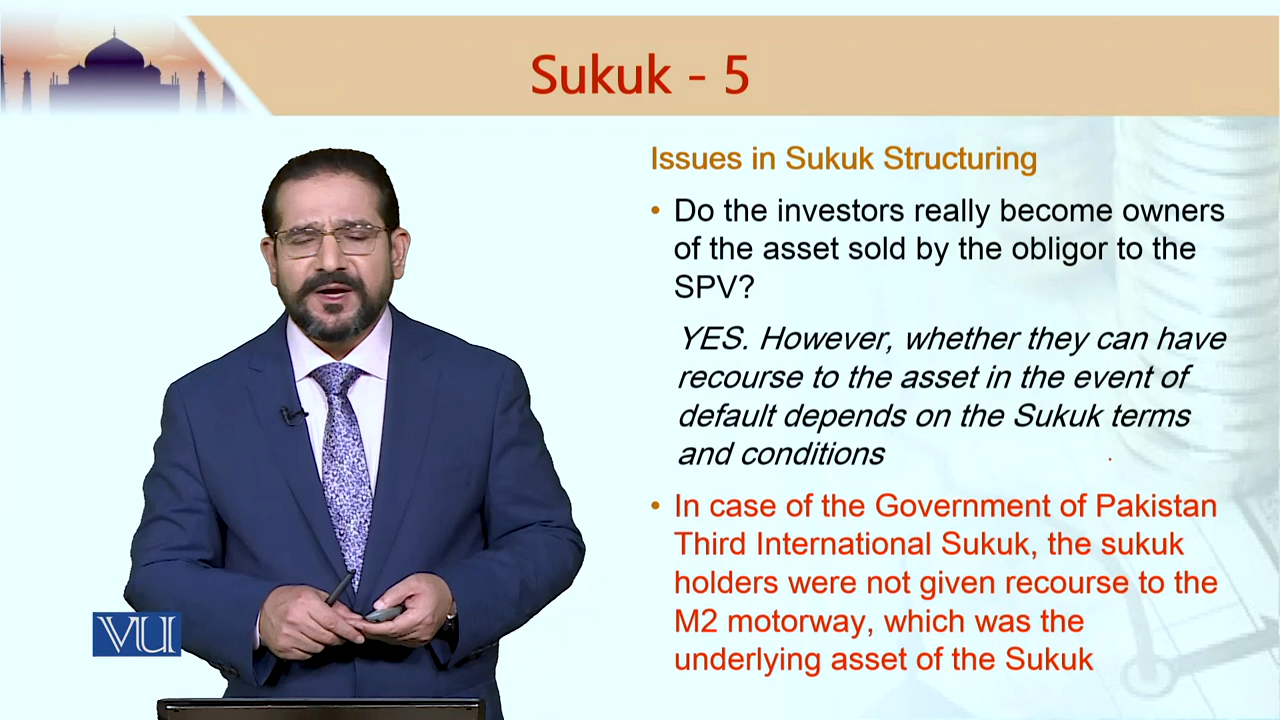 Sukuk - 5
Issues in Sukuk Structuring
• Do the investors really become owners
of the asset sold by the obligor to the
SPV?
YES. However, whether they can have
recourse to the asset in the event of
default depends on the Sukuk terms
and conditions
• In case of the Government of Pakistan
Third International Sukuk, the sukuk
holders were not given recourse to the
M2 motorway, which was the
underlying asset of the Sukuk
VU